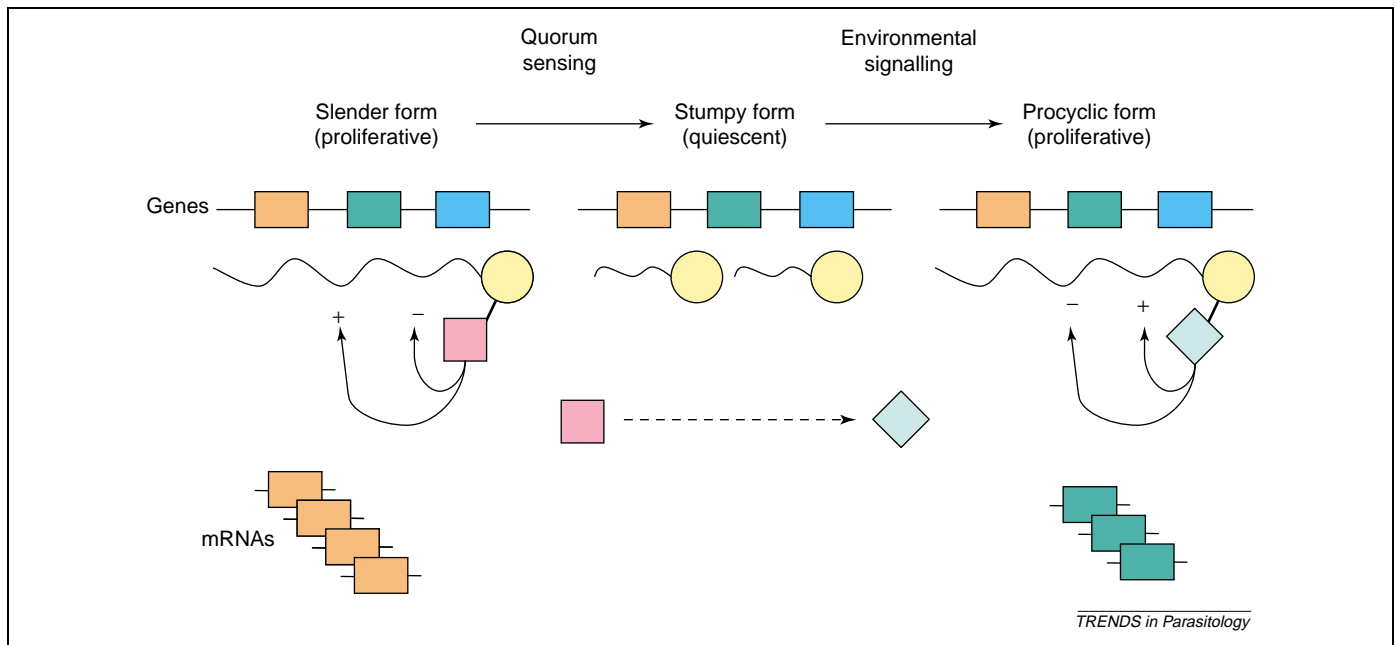 Quorum
sensing
Environmental
signalling
Slender form
(proliferative)
Stumpy form
(quiescent)
Procyclic form
(proliferative)
Genes
+
−
−
+
mRNAs
TRENDS in Parasitology